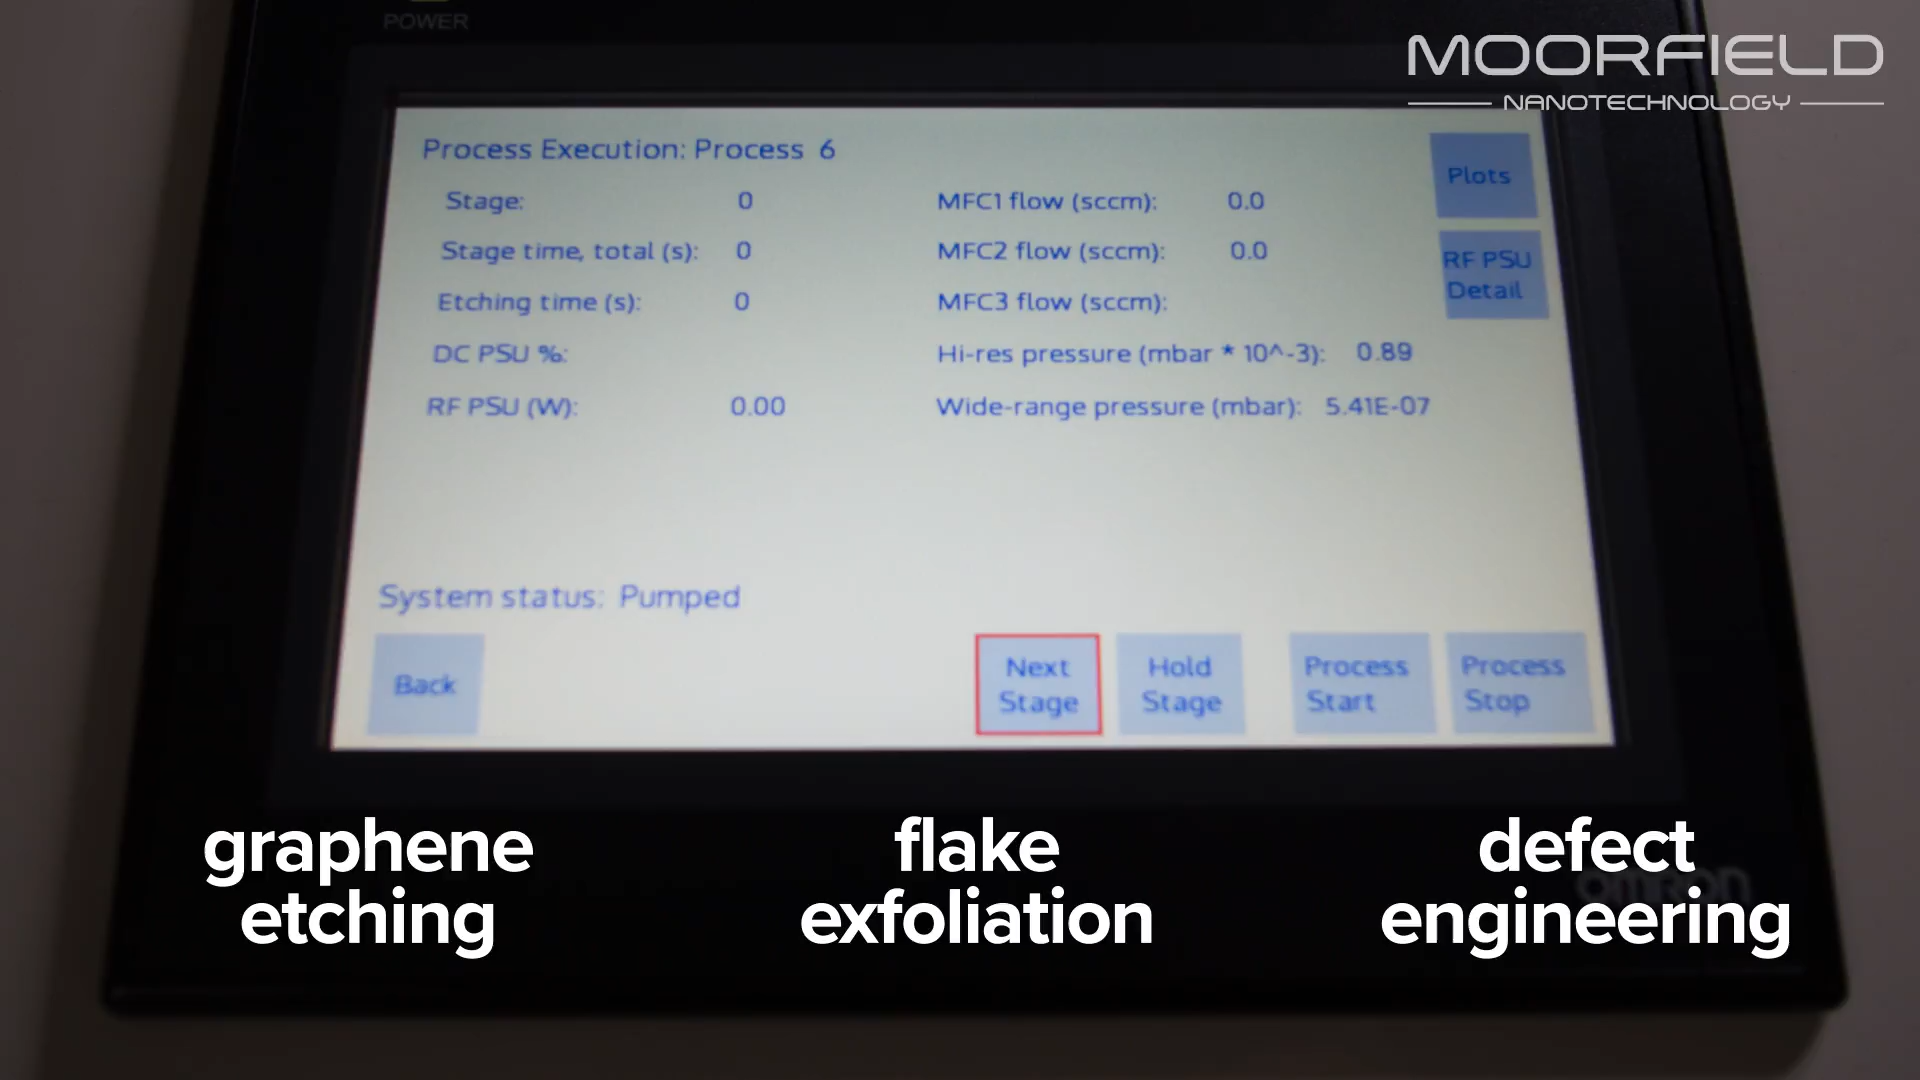 POWER
MOORFIELD
NANOTECHNOLOGY
Process Execution: Process 6
Plots
Stage: 0
MFC1 flow (sccm): 0.0
Stage time, total (s): 0
MFC2 flow (sccm): 0.0
RF PSU
Detail
Etching time (s): 0
MFC3 flow (sccm):
DC PSU %:
Hi-res pressure (mbar * 10^-3): 0.89
RF PSU (W): 0.00
Wide-range pressure (mbar): 5.41E-07
System status: Pumped
Back
Next
Stage
Hold
Stage
Process
Start
Process
Stop
graphene
etching
flake
exfoliation
defect
engineering
omron